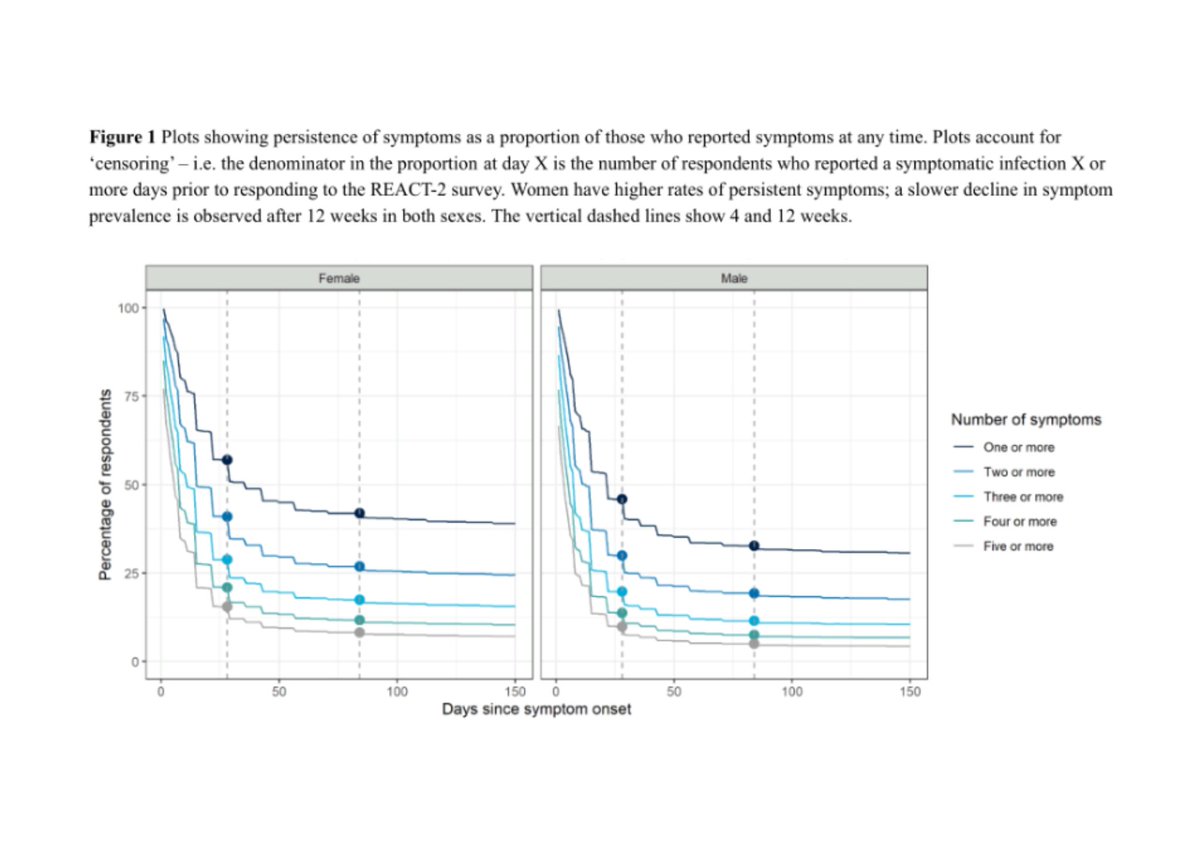 Figure 1 Plots showing persistence of symptoms as a proportion of those who reported symptoms at any time. Plots account for
‘censoring’ – i.e. the denominator in the proportion at day X is the number of respondents who reported a symptomatic infection X or
more days prior to responding to the REACT-2 survey. Women have higher rates of persistent symptoms; a slower decline in symptom
prevalence is observed after 12 weeks in both sexes. The vertical dashed lines show 4 and 12 weeks.
Female
Male
Percentage of respondents
100
75
50
25
0
0
50
100
150
0
50
100
150
Days since symptom onset
Number of symptoms
One or more
Two or more
Three or more
Four or more
Five or more